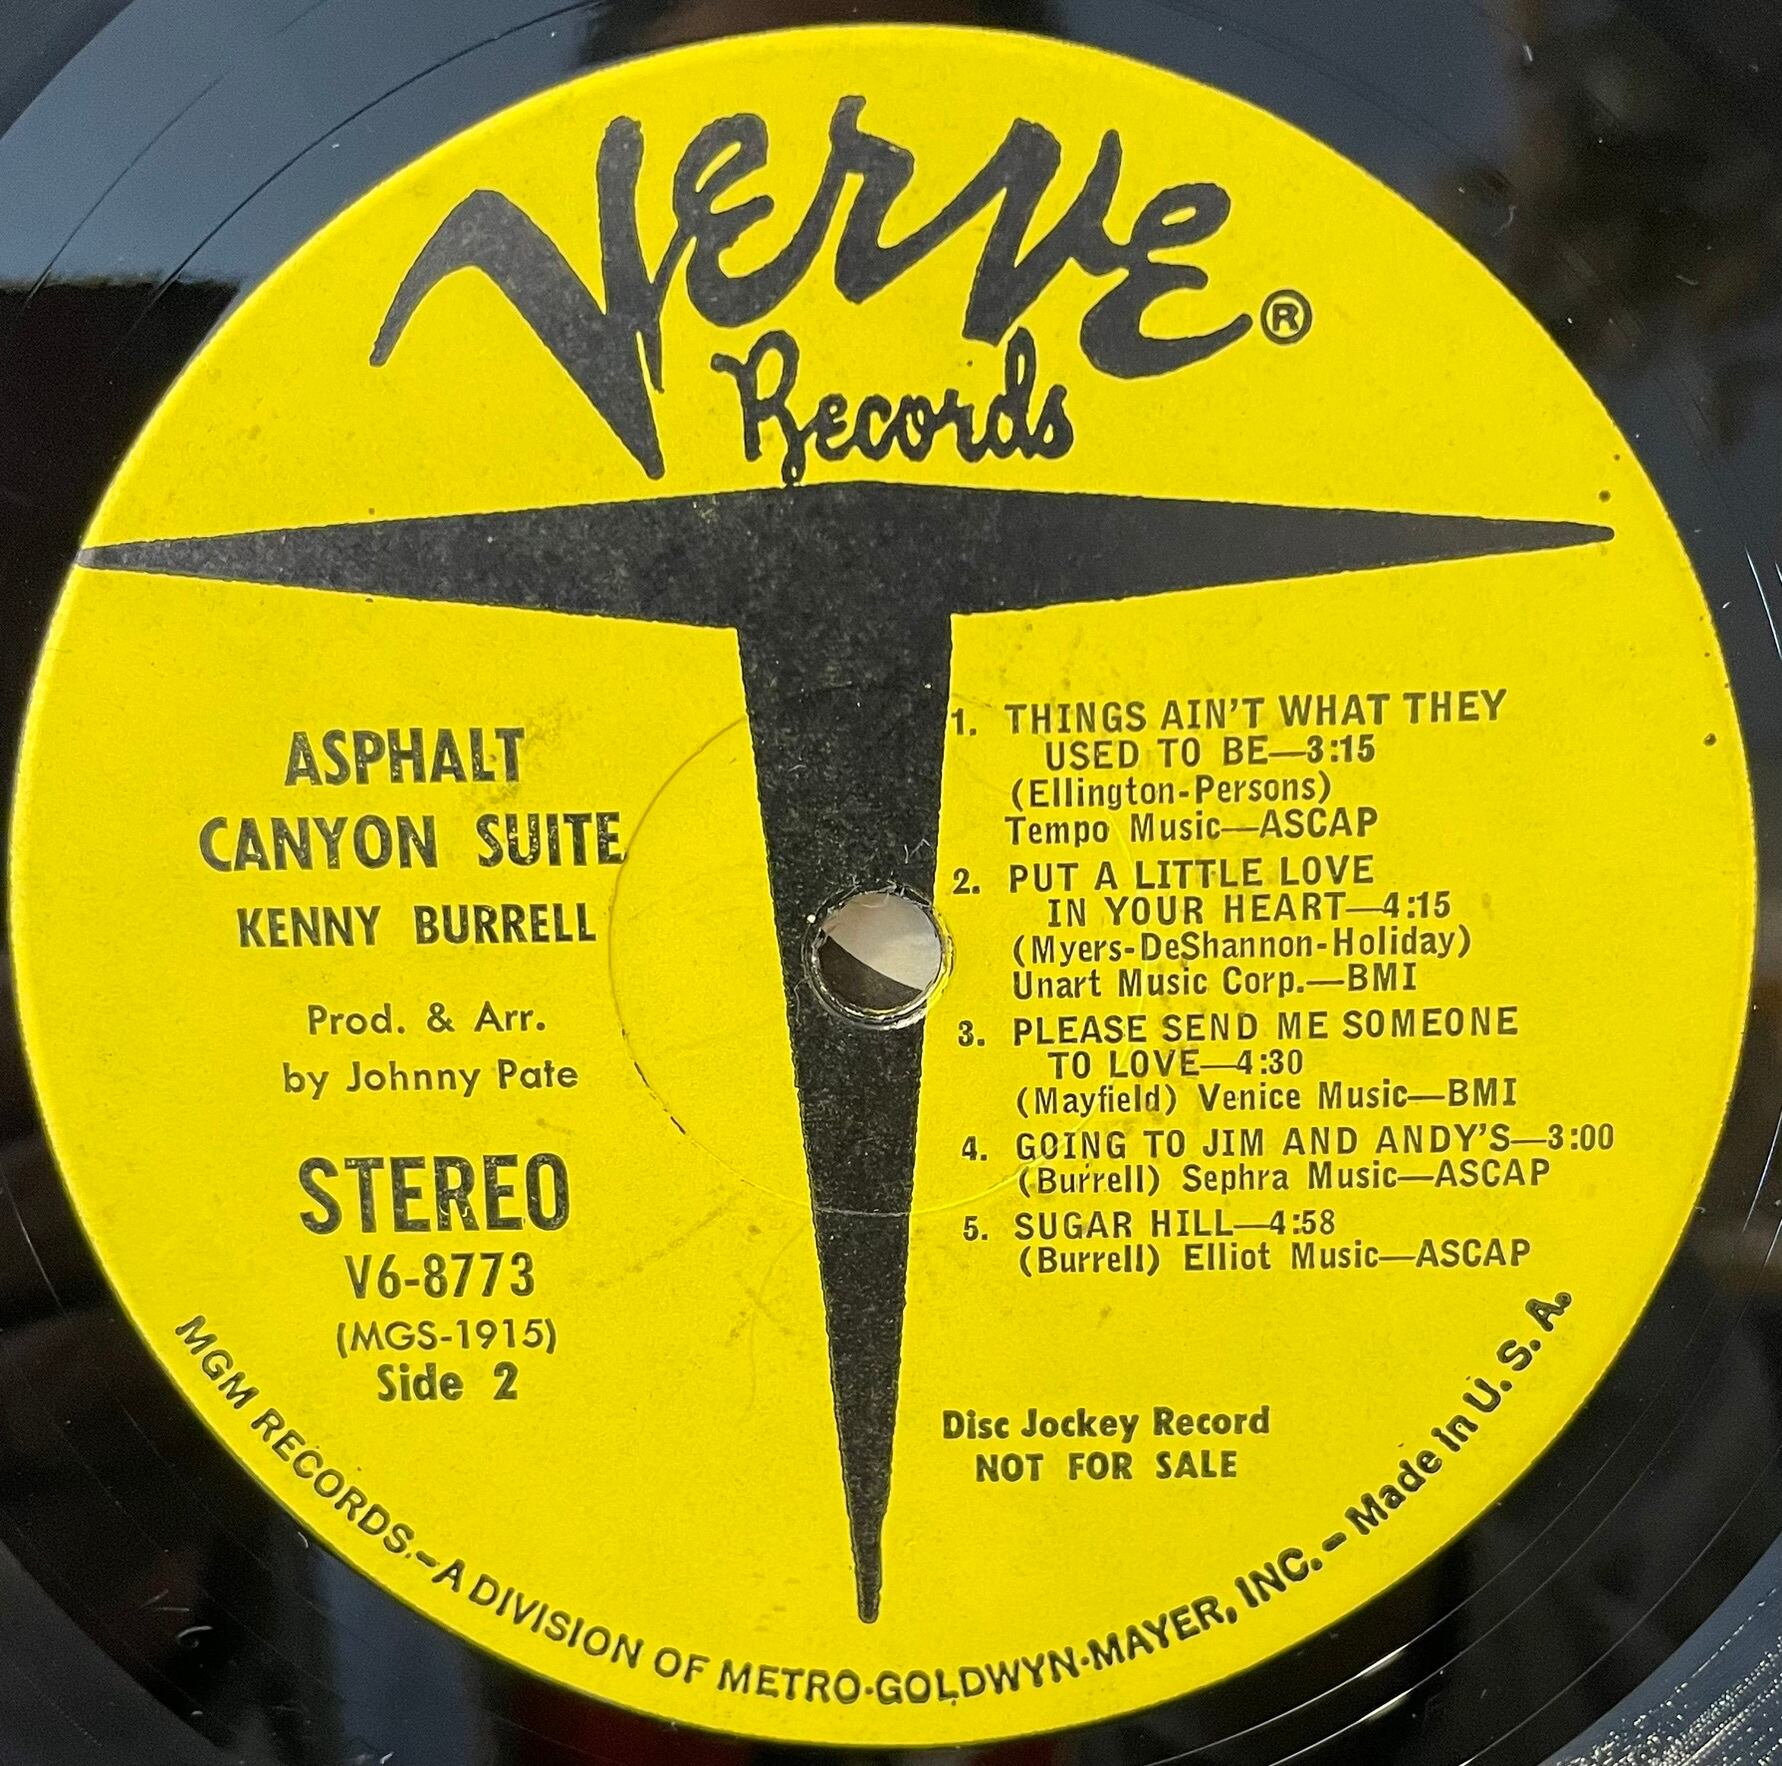 Verve ®
Records
ASPHALT
CANYON SUITE
KENNY BURRELL
Prod. & Arr.
by Johnny Pate
STEREO
V6-8773
(MGS-1915)
Side 2
1. THINGS AIN'T WHAT THEY
USED TO BE—3:15
(Ellington-Persons)
Tempo Music—ASCAP
2. PUT A LITTLE LOVE
IN YOUR HEART—4:15
(Myers-DeShannon-Holiday)
Unart Music Corp.—BMI
3. PLEASE SEND ME SOMEONE
TO LOVE—4:30
(Mayfield) Venice Music—BMI
4. GOING TO JIM AND ANDY'S—3:00
(Burrell) Sephra Music—ASCAP
5. SUGAR HILL—4:58
(Burrell) Elliot Music—ASCAP
Disc Jockey Record
NOT FOR SALE
MGM RECORDS.–A DIVISION OF METRO-GOLDWYN-MAYER, INC. – Made in U. S. A.